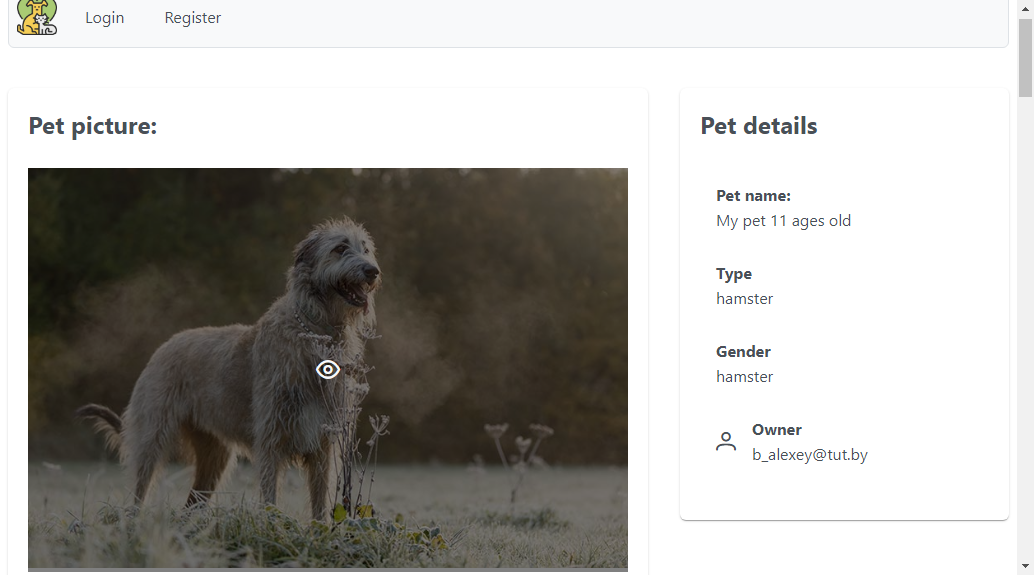 Login Register
Pet picture:
Pet details
Pet name:
My pet 11 ages old
Type
hamster
Gender
hamster
Owner
b_alexey@tut.by